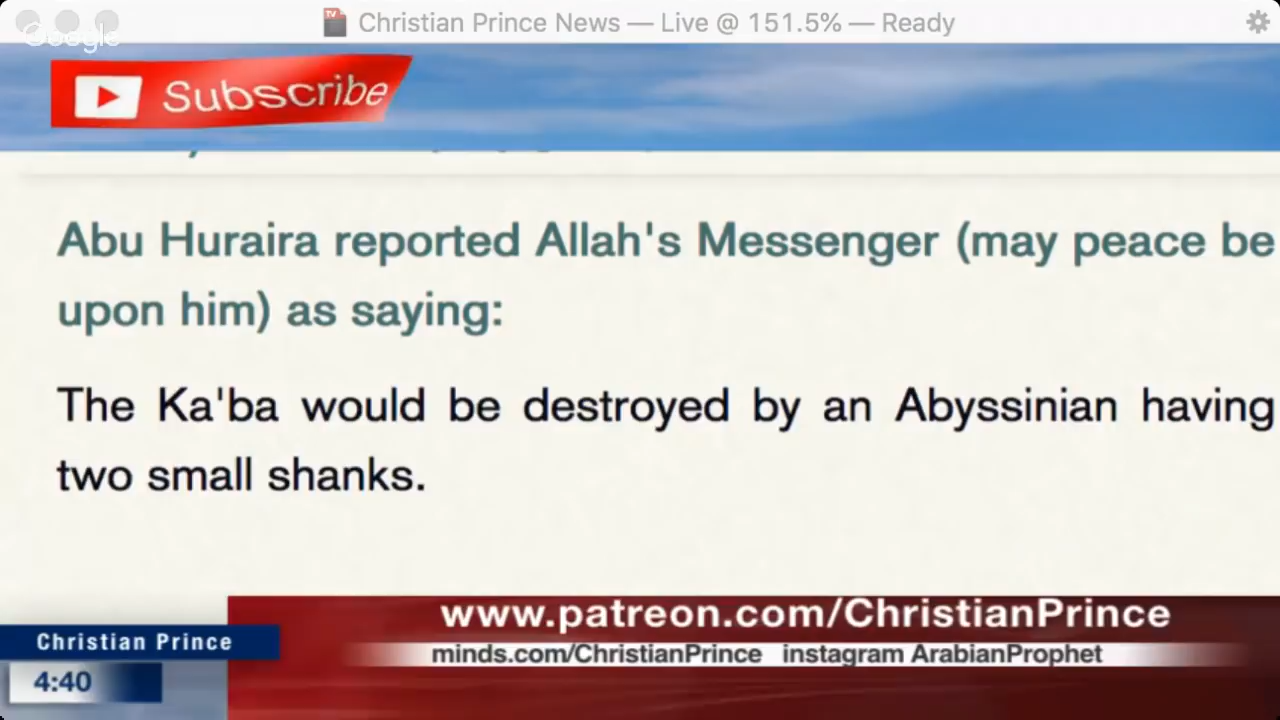 Christian Prince News — Live @ 151.5% — Ready
Google
Subscribe
Abu Huraira reported Allah's Messenger (may peace be
upon him) as saying:
The Ka'ba would be destroyed by an Abyssinian having
two small shanks.
www.patreon.com/ChristianPrince
Christian Prince
minds.com/ChristianPrince instagram ArabianProphet
4:40